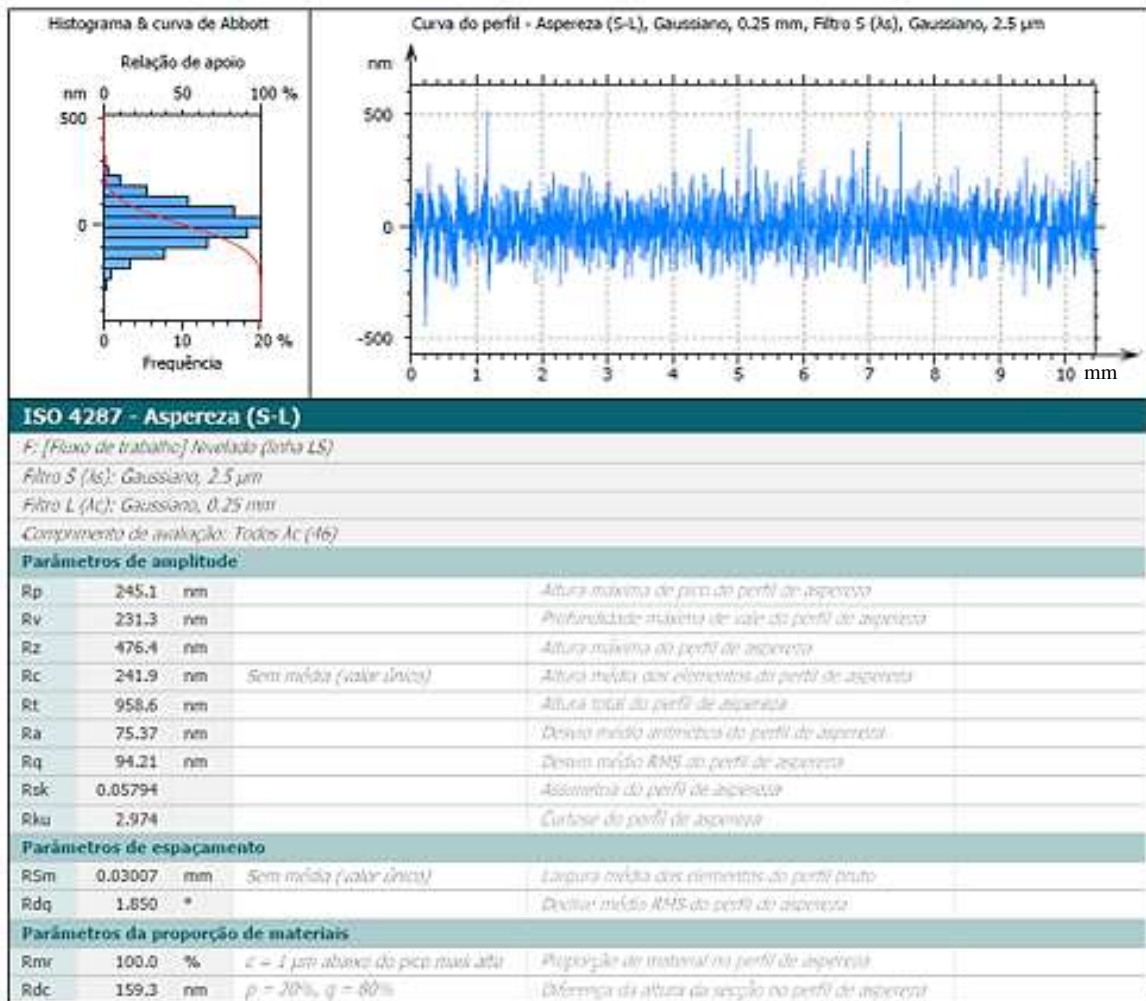 Histograma & curva de Abbott
Relação de apoio
nm 0 50 100 %
500
0
0 10 20 %
Frequência
Curva do perfil - Aspereza (S-L), Gaussiano, 0.25 mm, Filtro S (λs), Gaussiano, 2.5 µm
nm
500
0
-500
0 1 2 3 4 5 6 7 8 9 10 mm
ISO 4287 - Aspereza (S-L)
F: [Fluxo de trabalho] Nivelado (linha LS)
Filtro S (λs): Gaussiano, 2.5 µm
Filtro L (λc): Gaussiano, 0.25 mm
Comprimento de avaliação: Todos λc (46)
Parâmetros de amplitude
Rp 245.1 nm Altura máxima de pico do perfil de aspereza
Rv 231.3 nm Profundidade máxima de vale do perfil de aspereza
Rz 476.4 nm Altura máxima do perfil de aspereza
Rc 241.9 nm Sem média (valor único) Altura média dos elementos do perfil de aspereza
Rt 958.6 nm Altura total do perfil de aspereza
Ra 75.37 nm Desvio médio aritmético do perfil de aspereza
Rq 94.21 nm Desvio médio RMS do perfil de aspereza
Rsk 0.05794 Assimetria do perfil de aspereza
Rku 2.974 Curtose do perfil de aspereza
Parâmetros de espaçamento
RSm 0.03007 mm Sem média (valor único) Largura média dos elementos do perfil bruto
Rdq 1.850 ° Declive médio RMS do perfil de aspereza
Parâmetros da proporção de materiais
Rmr 100.0 % c = 1 µm abaixo do pico mais alto Proporção de material no perfil de aspereza
Rdc 159.3 nm p = 20%, q = 80% Diferença da altura da secção no perfil de aspereza